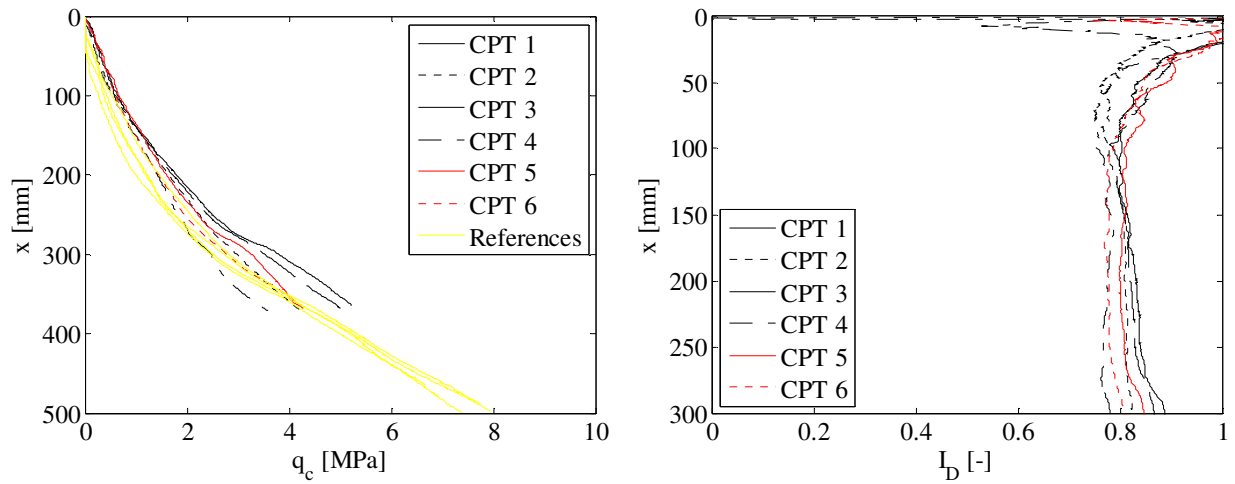 0
100
200
300
400
500
x [mm]
0
2
4
6
8
10
q_c [MPa]
CPT 1
CPT 2
CPT 3
CPT 4
CPT 5
CPT 6
References
0
50
100
150
200
250
300
x [mm]
0
0.2
0.4
0.6
0.8
1
I_D [-]
CPT 1
CPT 2
CPT 3
CPT 4
CPT 5
CPT 6